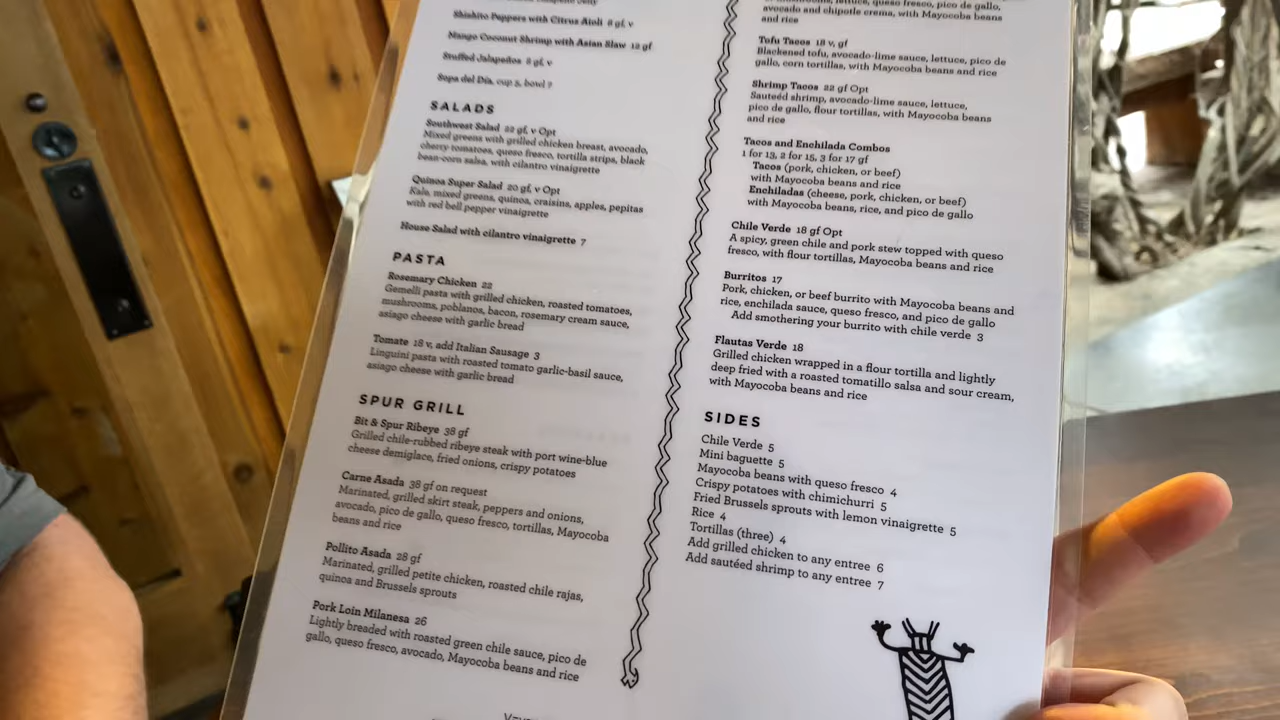 Shishito Peppers with Citrus Aioli 8 gf, v
Mango Coconut Shrimp with Asian Slaw 12 gf
Stuffed Jalapeños 8 gf, v
Sopa del Día, cup 5, bowl 7
SALADS
Southwest Salad 22 gf, v Opt
Mixed greens with grilled chicken breast, avocado,
cherry tomatoes, queso fresco, tortilla strips, black
bean-corn salsa, with cilantro vinaigrette
Quinoa Super Salad 20 gf, v Opt
Kale, mixed greens, quinoa, craisins, apples, pepitas
with red bell pepper vinaigrette
House Salad with cilantro vinaigrette 7
PASTA
Rosemary Chicken 22
Gemelli pasta with grilled chicken, roasted tomatoes,
mushrooms, poblanos, bacon, rosemary cream sauce,
asiago cheese with garlic bread
Tomate 18 v, add Italian Sausage 3
Linguini pasta with roasted tomato garlic-basil sauce,
asiago cheese with garlic bread
SPUR GRILL
Bit & Spur Ribeye 38 gf
Grilled chile-rubbed ribeye steak with port wine-blue
cheese demiglace, fried onions, crispy potatoes
Carne Asada 38 gf on request
Marinated, grilled skirt steak, peppers and onions,
avocado, pico de gallo, queso fresco, tortillas, Mayocoba
beans and rice
Pollito Asada 28 gf
Marinated, grilled petite chicken, roasted chile rajas,
quinoa and Brussels sprouts
Pork Loin Milanesa 26
Lightly breaded with roasted green chile sauce, pico de
gallo, queso fresco, avocado, Mayocoba beans and rice
lettuce, queso fresco, pico de gallo,
avocado and chipotle crema, with Mayocoba beans
and rice
Tofu Tacos 18 v, gf
Blackened tofu, avocado-lime sauce, lettuce, pico de
gallo, corn tortillas, with Mayocoba beans and rice
Shrimp Tacos 22 gf Opt
Sauteéd shrimp, avocado-lime sauce, lettuce,
pico de gallo, flour tortillas, with Mayocoba beans
and rice
Tacos and Enchilada Combos
1 for 13, 2 for 15, 3 for 17 gf
Tacos (pork, chicken, or beef)
with Mayocoba beans and rice
Enchiladas (cheese, pork, chicken, or beef)
with Mayocoba beans, rice, and pico de gallo
Chile Verde 18 gf Opt
A spicy, green chile and pork stew topped with queso
fresco, with flour tortillas, Mayocoba beans and rice
Burritos 17
Pork, chicken, or beef burrito with Mayocoba beans and
rice, enchilada sauce, queso fresco, and pico de gallo
Add smothering your burrito with chile verde 3
Flautas Verde 18
Grilled chicken wrapped in a flour tortilla and lightly
deep fried with a roasted tomatillo salsa and sour cream,
with Mayocoba beans and rice
SIDES
Chile Verde 5
Mini baguette 5
Mayocoba beans with queso fresco 4
Crispy potatoes with chimichurri 5
Fried Brussels sprouts with lemon vinaigrette 5
Rice 4
Tortillas (three) 4
Add grilled chicken to any entree 6
Add sautéed shrimp to any entree 7